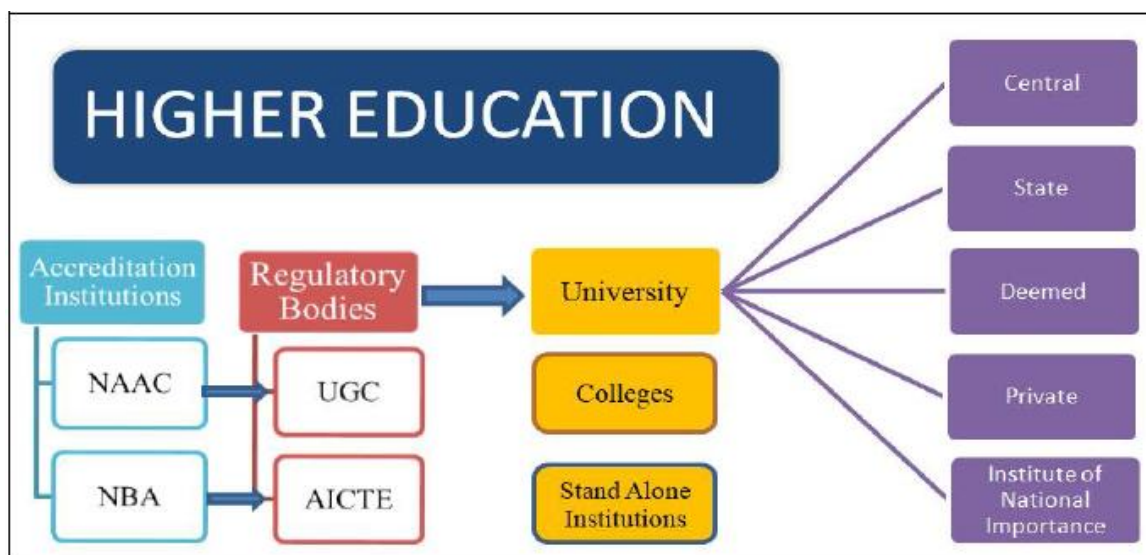 HIGHER EDUCATION
Accreditation
Institutions
NAAC
NBA
Regulatory
Bodies
UGC
AICTE
University
Colleges
Stand Alone
Institutions
Central
State
Deemed
Private
Institute of
National
Importance